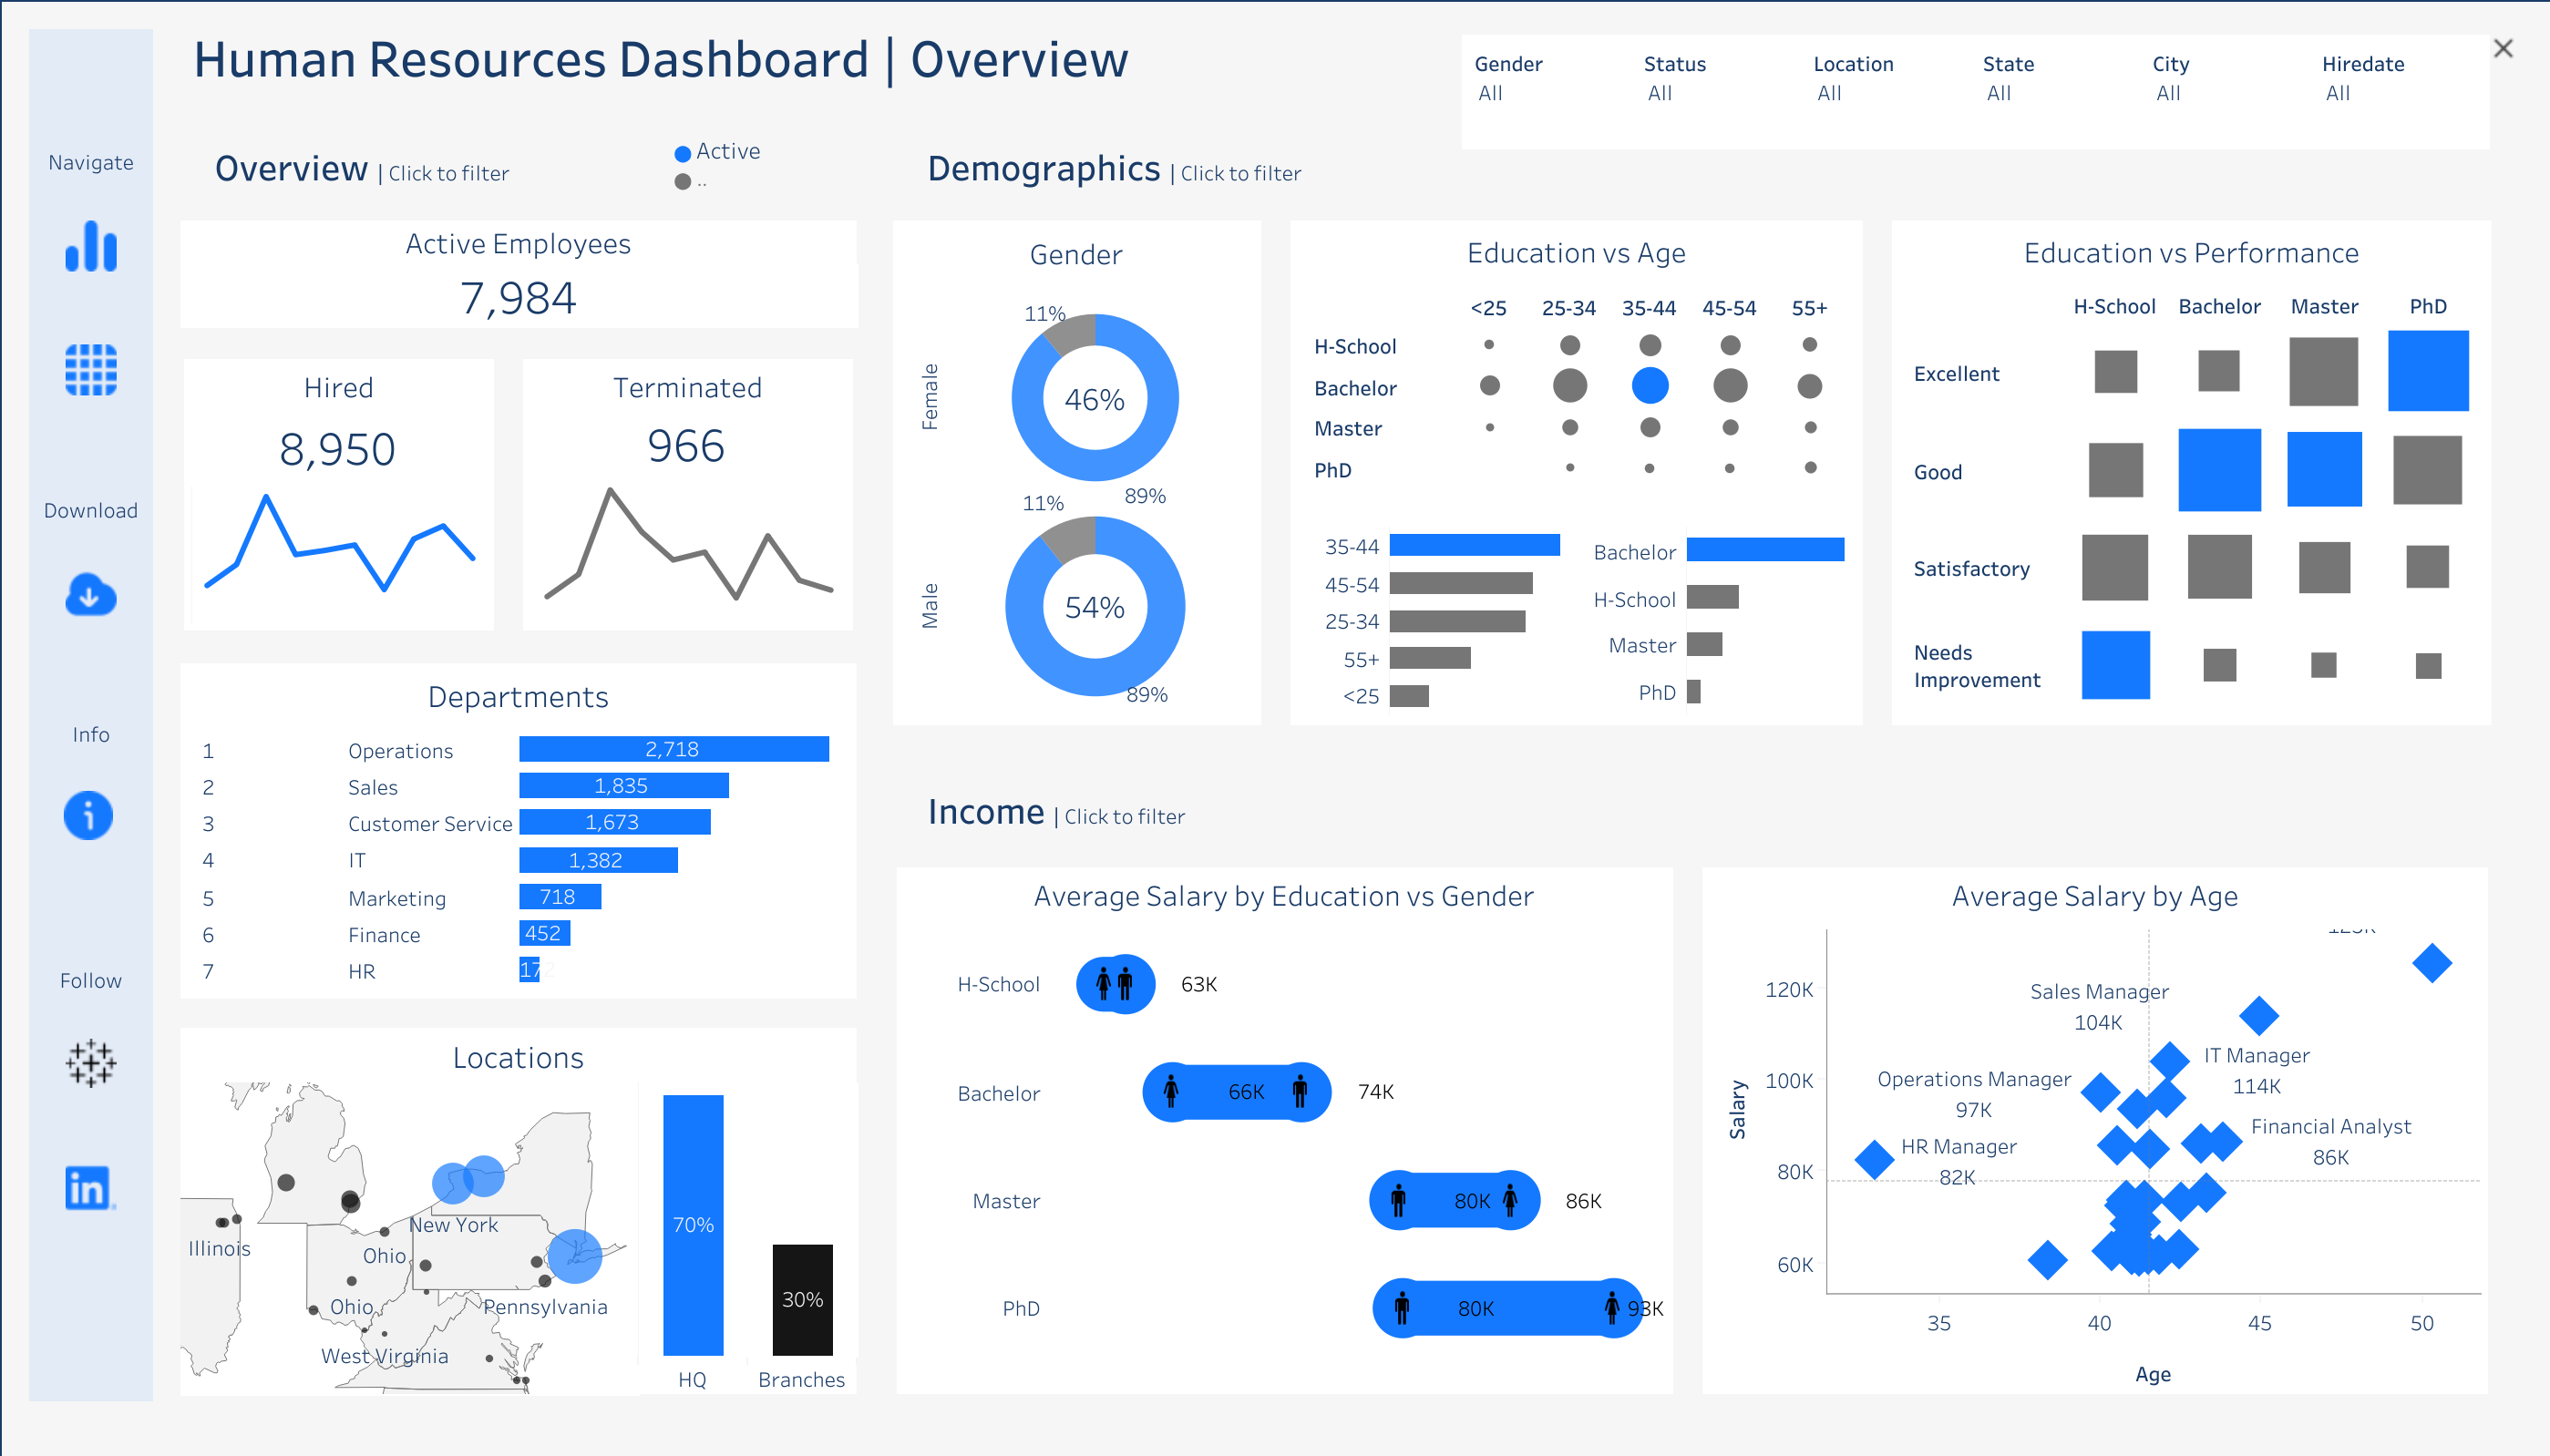 Human Resources Dashboard | Overview
Gender
All
Status
All
Location
All
State
All
City
All
Hiredate
All
Navigate
Download
Info
Follow
in
Overview | Click to filter
Active
..
Active Employees
7,984
Hired
8,950
Terminated
966
Departments
1 Operations 2,718
2 Sales 1,835
3 Customer Service 1,673
4 IT 1,382
5 Marketing 718
6 Finance 452
7 HR 172
Locations
New York
Illinois
Ohio
Ohio
Pennsylvania
West Virginia
70%
30%
HQ
Branches
Demographics | Click to filter
Gender
Female
11%
46%
89%
Male
11%
54%
89%
Education vs Age
<25 25-34 35-44 45-54 55+
H-School
Bachelor
Master
PhD
35-44
45-54
25-34
55+
<25
Bachelor
H-School
Master
PhD
Education vs Performance
H-School Bachelor Master PhD
Excellent
Good
Satisfactory
Needs
Improvement
Income | Click to filter
Average Salary by Education vs Gender
H-School 63K
Bachelor 66K 74K
Master 80K 86K
PhD 80K 93K
Average Salary by Age
Salary
120K
100K
80K
60K
Sales Manager
104K
IT Manager
114K
Operations Manager
97K
Financial Analyst
86K
HR Manager
82K
35 40 45 50
Age